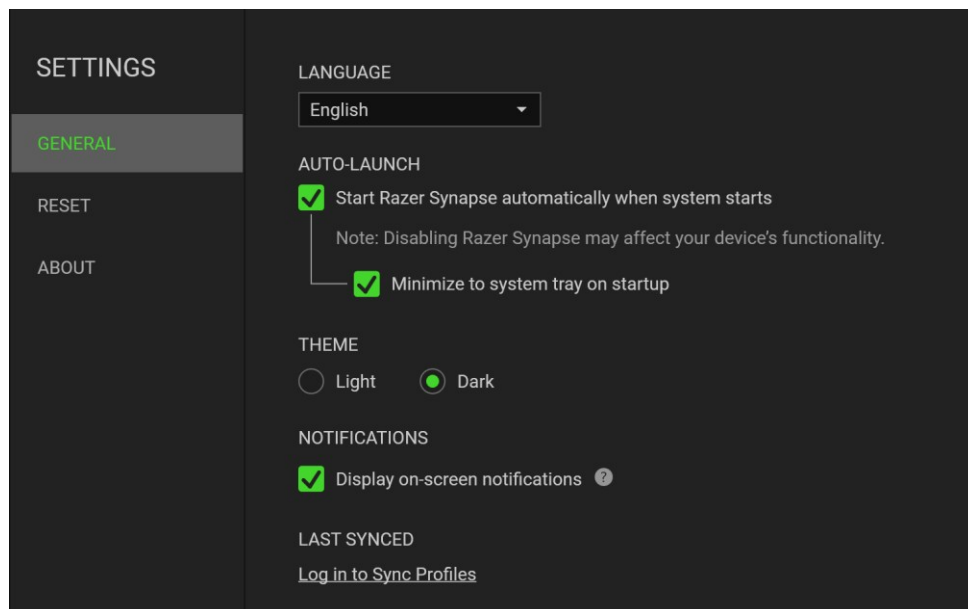 SETTINGS
GENERAL
RESET
ABOUT
LANGUAGE
English
AUTO-LAUNCH
Start Razer Synapse automatically when system starts
Note: Disabling Razer Synapse may affect your device’s functionality.
Minimize to system tray on startup
THEME
Light Dark
NOTIFICATIONS
Display on-screen notifications ?
LAST SYNCED
Log in to Sync Profiles